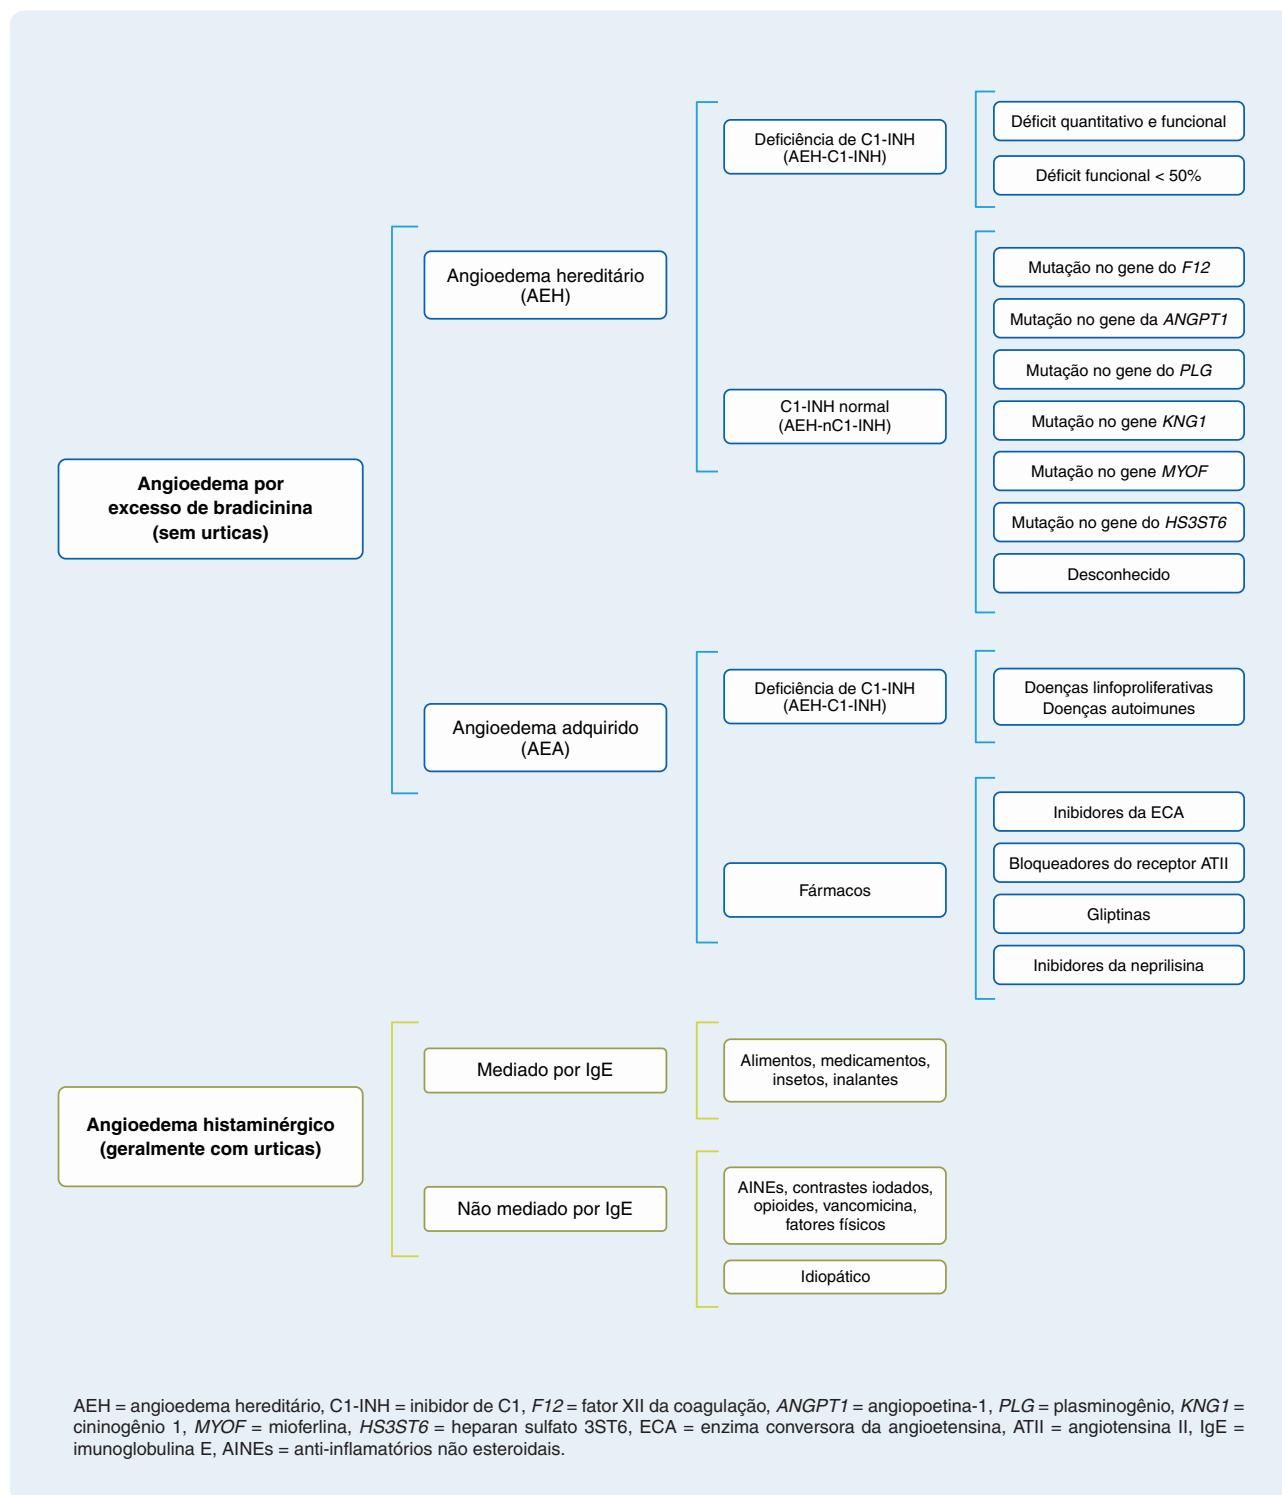 Angioedema por
excesso de bradicinina
(sem urticas)
Angioedema hereditário
(AEH)
Deficiência de C1-INH
(AEH-C1-INH)
Déficit quantitativo e funcional
Déficit funcional < 50%
C1-INH normal
(AEH-nC1-INH)
Mutação no gene do F12
Mutação no gene da ANGPT1
Mutação no gene do PLG
Mutação no gene KNG1
Mutação no gene MYOF
Mutação no gene do HS3ST6
Desconhecido
Angioedema adquirido
(AEA)
Deficiência de C1-INH
(AEH-C1-INH)
Doenças linfoproliferativas
Doenças autoimunes
Fármacos
Inibidores da ECA
Bloqueadores do receptor ATII
Gliptinas
Inibidores da neprilisina
Angioedema histaminérgico
(geralmente com urticas)
Mediado por IgE
Alimentos, medicamentos,
insetos, inalantes
Não mediado por IgE
AINEs, contrastes iodados,
opioides, vancomicina,
fatores físicos
Idiopático
AEH = angioedema hereditário, C1-INH = inibidor de C1, F12 = fator XII da coagulação, ANGPT1 = angiopoetina-1, PLG = plasminogênio, KNG1 =
cininogênio 1, MYOF = mioferlina, HS3ST6 = heparan sulfato 3ST6, ECA = enzima conversora da angioetensina, ATII = angiotensina II, IgE =
imunoglobulina E, AINEs = anti-inflamatórios não esteroidais.